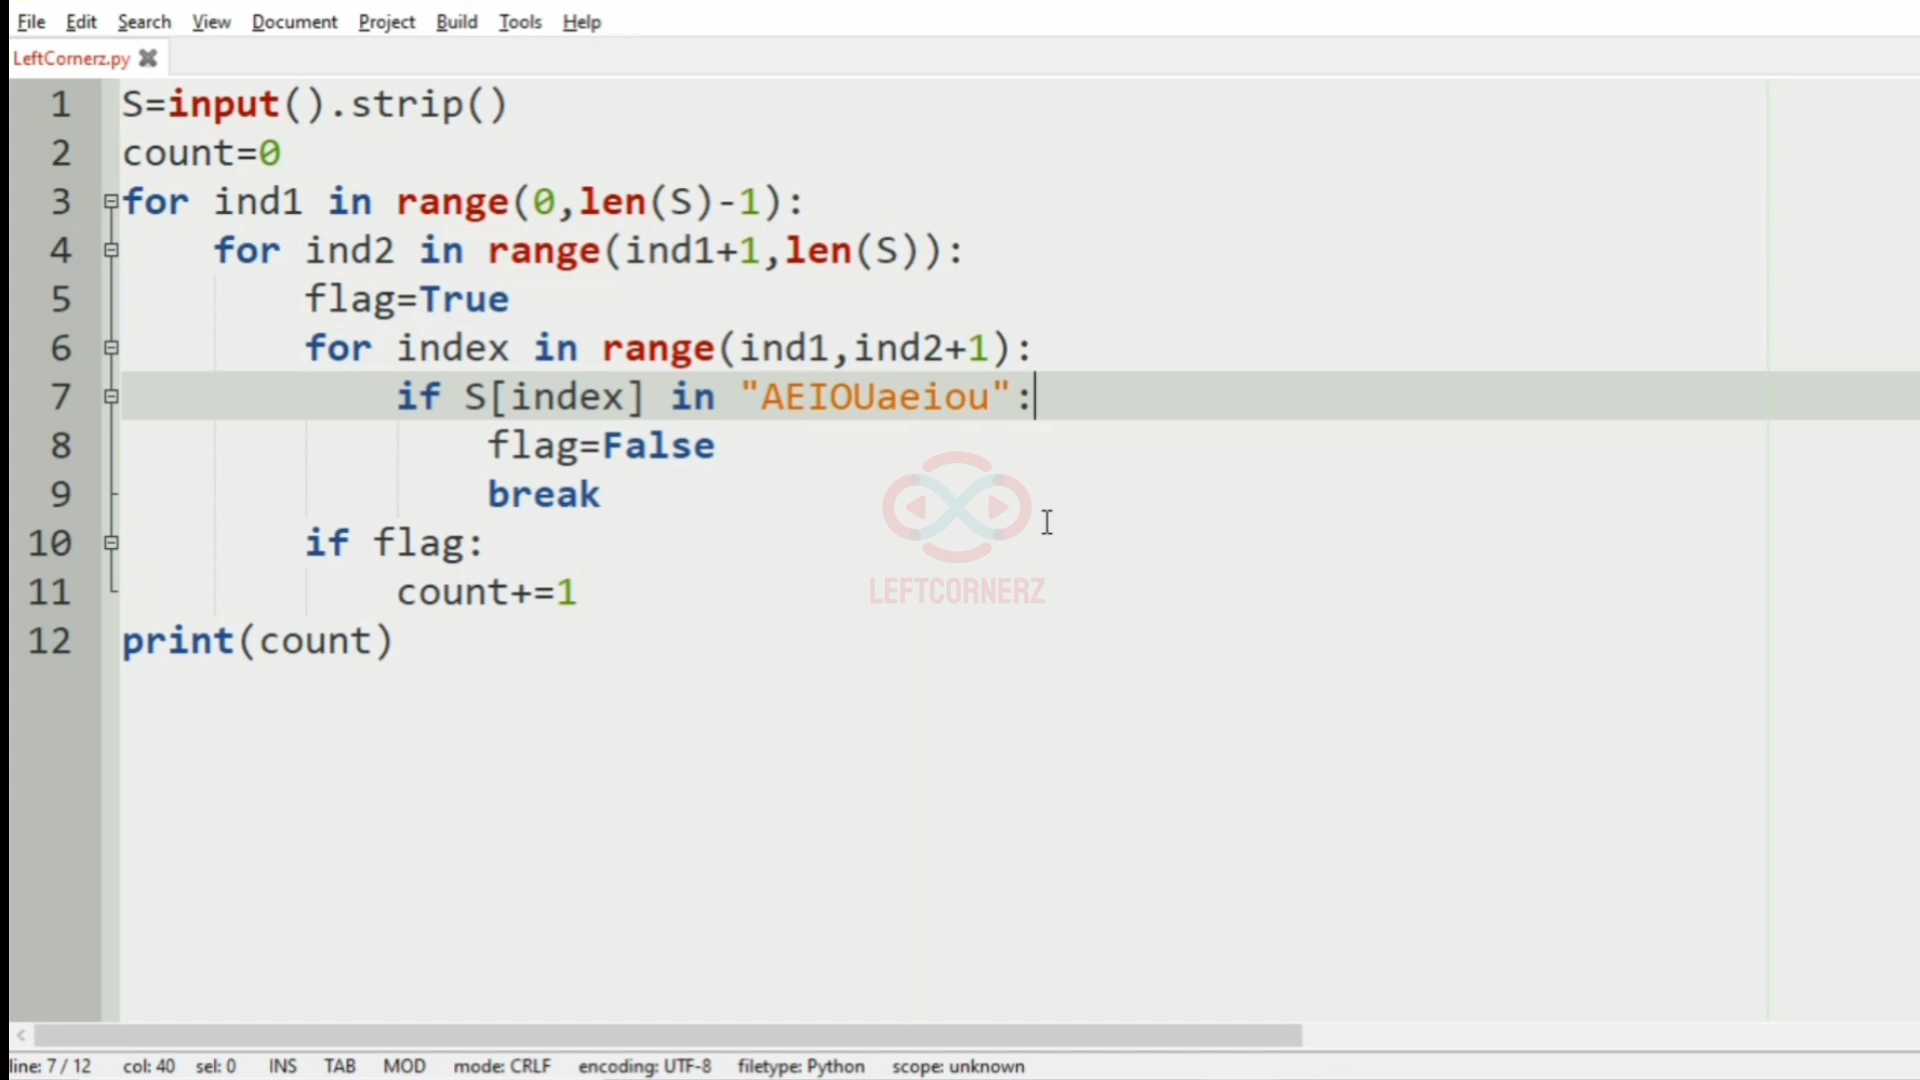 File Edit Search View Document Project Build Tools Help
LeftCornerz.py
1 S=input().strip()
2 count=0
3 for ind1 in range(0,len(S)-1):
4     for ind2 in range(ind1+1,len(S)):
5         flag=True
6         for index in range(ind1,ind2+1):
7             if S[index] in "AEIOUaeiou":
8                 flag=False
9                 break
10         if flag:
11             count+=1
12 print(count)
LEFTCORNERZ
line: 7 / 12 col: 40 sel: 0 INS TAB MOD mode: CRLF encoding: UTF-8 filetype: Python scope: unknown